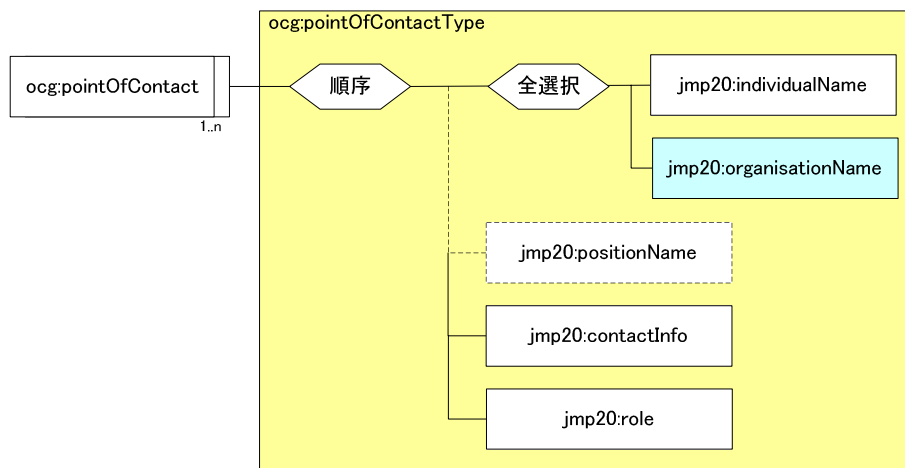 ocg:pointOfContactType
ocg:pointOfContact
1..n
順序
全選択
jmp20:individualName
jmp20:organisationName
jmp20:positionName
jmp20:contactInfo
jmp20:role